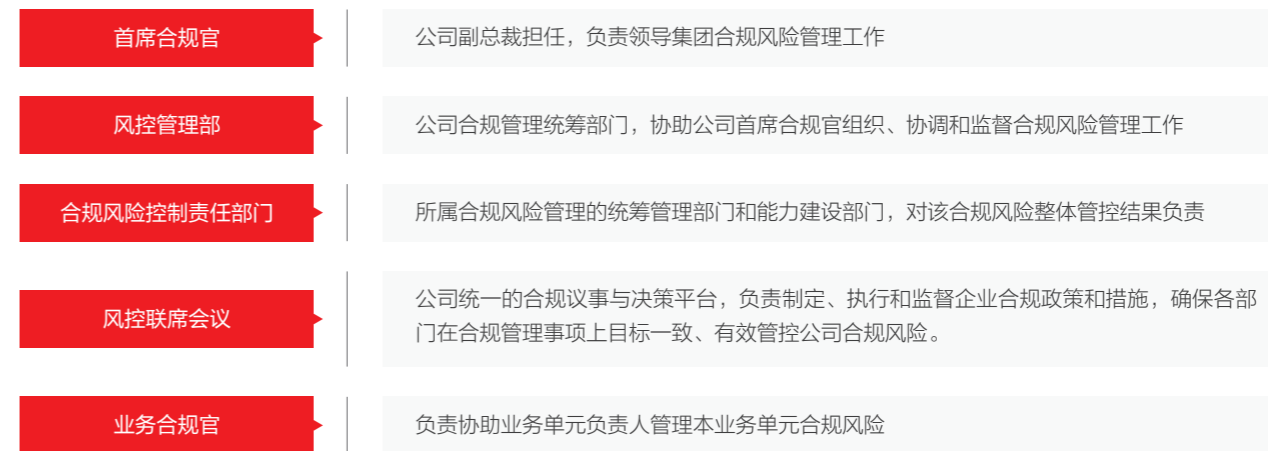 首席合规官
公司副总裁担任，负责领导集团合规风险管理工作
风控管理部
公司合规管理统筹部门，协助公司首席合规官组织、协调和监督合规风险管理工作
合规风险控制责任部门
所属合规风险管理的统筹管理部门和能力建设部门，对该合规风险整体管控结果负责
风控联席会议
公司统一的合规议事与决策平台，负责制定、执行和监督企业合规政策和措施，确保各部
门在合规管理事项上目标一致、有效管控公司合规风险。
业务合规官
负责协助业务单元负责人管理本业务单元合规风险